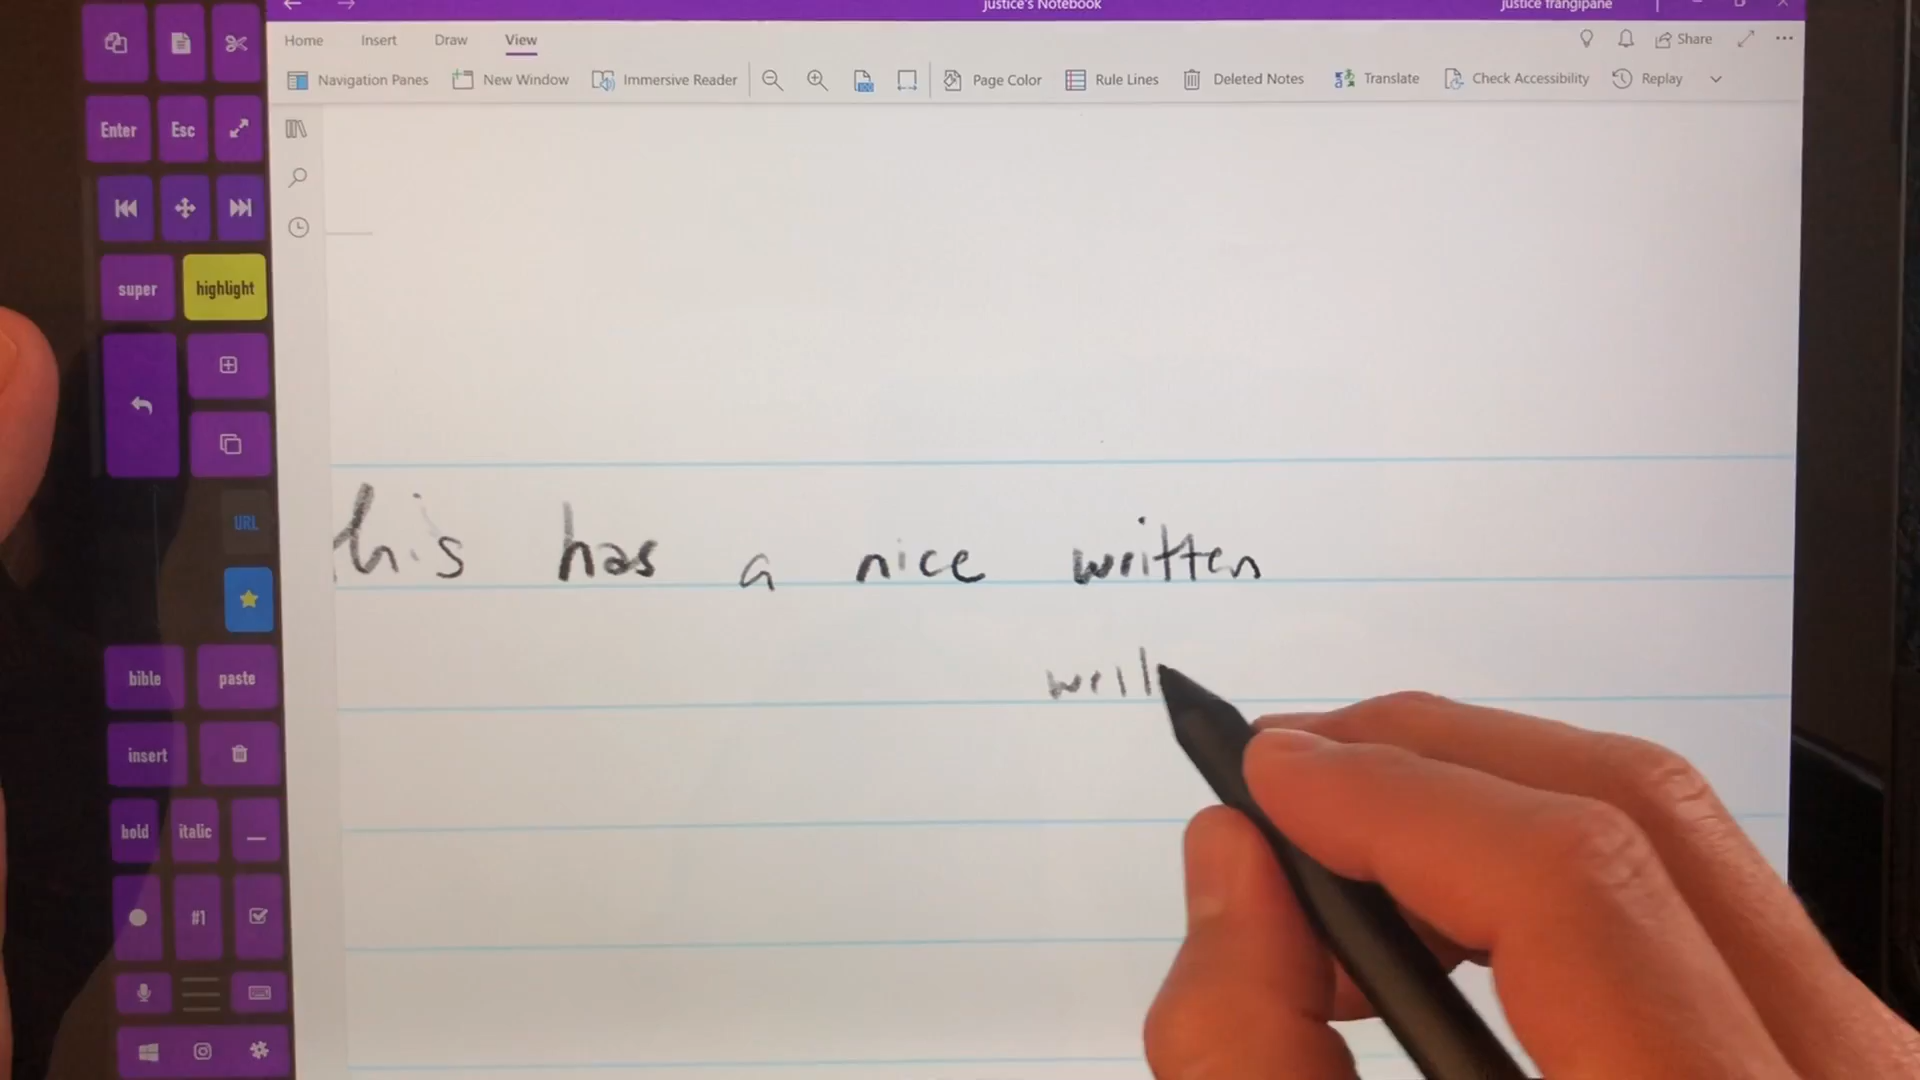 justice's Notebook justice frangipane
Home Insert Draw View Share
Navigation Panes New Window Immersive Reader Page Color Rule Lines Deleted Notes Translate Check Accessibility Replay
Enter Esc
super highlight
URL
his has a nice written
bible paste
insert
bold italic
#1